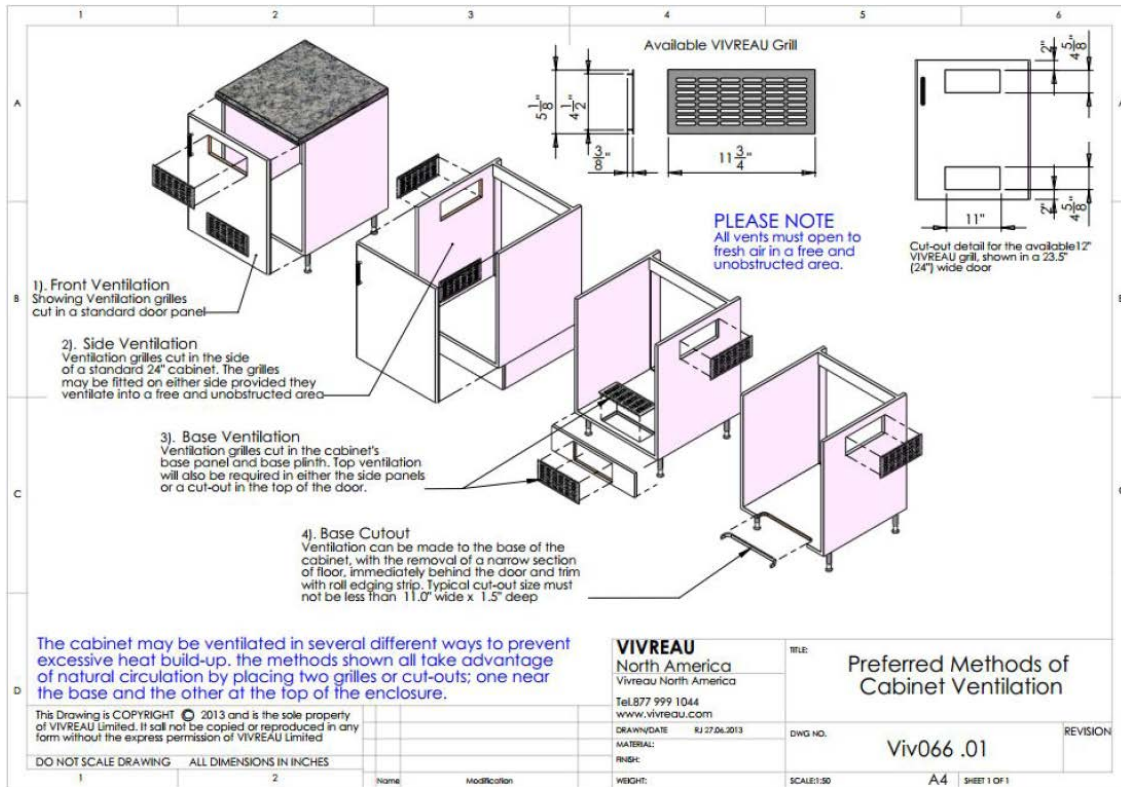 1 2 3 4 5 6
A
B
C
D
Available VIVREAU Grill
5 1/8"
4 1/2"
3/8"
11 3/4"
2"
4 5/8"
4 5/8"
2"
11"
Cut-out detail for the available12"
VIVREAU grill, shown in a 23.5"
(24") wide door
PLEASE NOTE
All vents must open to
fresh air in a free and
unobstructed area.
1). Front Ventilation
Showing Ventilation grilles
cut in a standard door panel
2). Side Ventilation
Ventilation grilles cut in the side
of a standard 24" cabinet. The grilles
may be fitted on either side provided they
ventilate into a free and unobstructed area
3). Base Ventilation
Ventilation grilles cut in the cabinet's
base panel and base plinth. Top ventilation
will also be required in either the side panels
or a cut-out in the top of the door.
4). Base Cutout
Ventilation can be made to the base of the
cabinet, with the removal of a narrow section
of floor, immediately behind the door and trim
with roll edging strip. Typical cut-out size must
not be less than 11.0" wide x 1.5" deep
The cabinet may be ventilated in several different ways to prevent
excessive heat build-up. the methods shown all take advantage
of natural circulation by placing two grilles or cut-outs; one near
the base and the other at the top of the enclosure.
This Drawing is COPYRIGHT © 2013 and is the sole property
of VIVREAU Limited. It sall not be copied or reproduced in any
form without the express permission of VIVREAU Limited
DO NOT SCALE DRAWING ALL DIMENSIONS IN INCHES
1 2
Name Modification
VIVREAU
North America
Vivreau North America
Tel.877 999 1044
www.vivreau.com
DRAWN/DATE RJ 27.06.2013
MATERIAL:
FINISH:
WEIGHT:
TITLE:
Preferred Methods of
Cabinet Ventilation
DWG NO.
Viv066 .01
REVISION
SCALE:1:50 A4 SHEET 1 OF 1